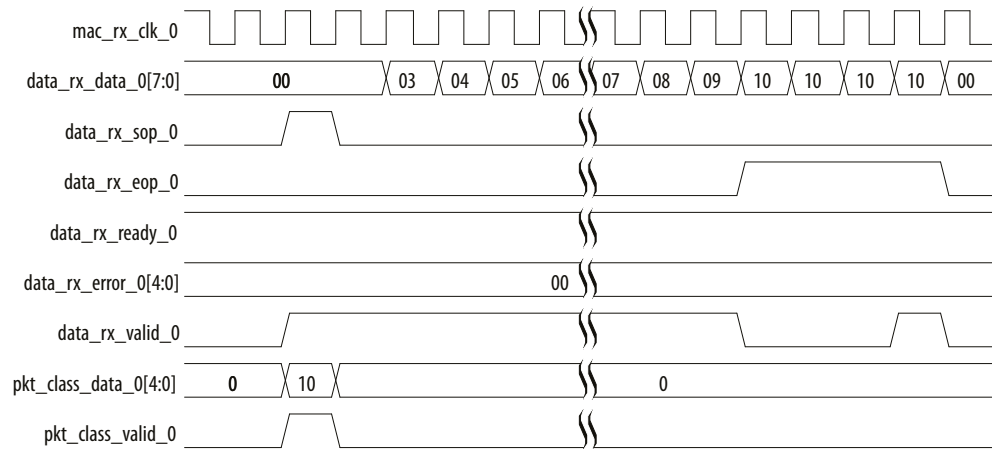 mac_rx_clk_0
data_rx_data_0[7:0] 00 03 04 05 06 07 08 09 10 10 10 10 00
data_rx_sop_0
data_rx_eop_0
data_rx_ready_0
data_rx_error_0[4:0] 00
data_rx_valid_0
pkt_class_data_0[4:0] 0 10 0
pkt_class_valid_0